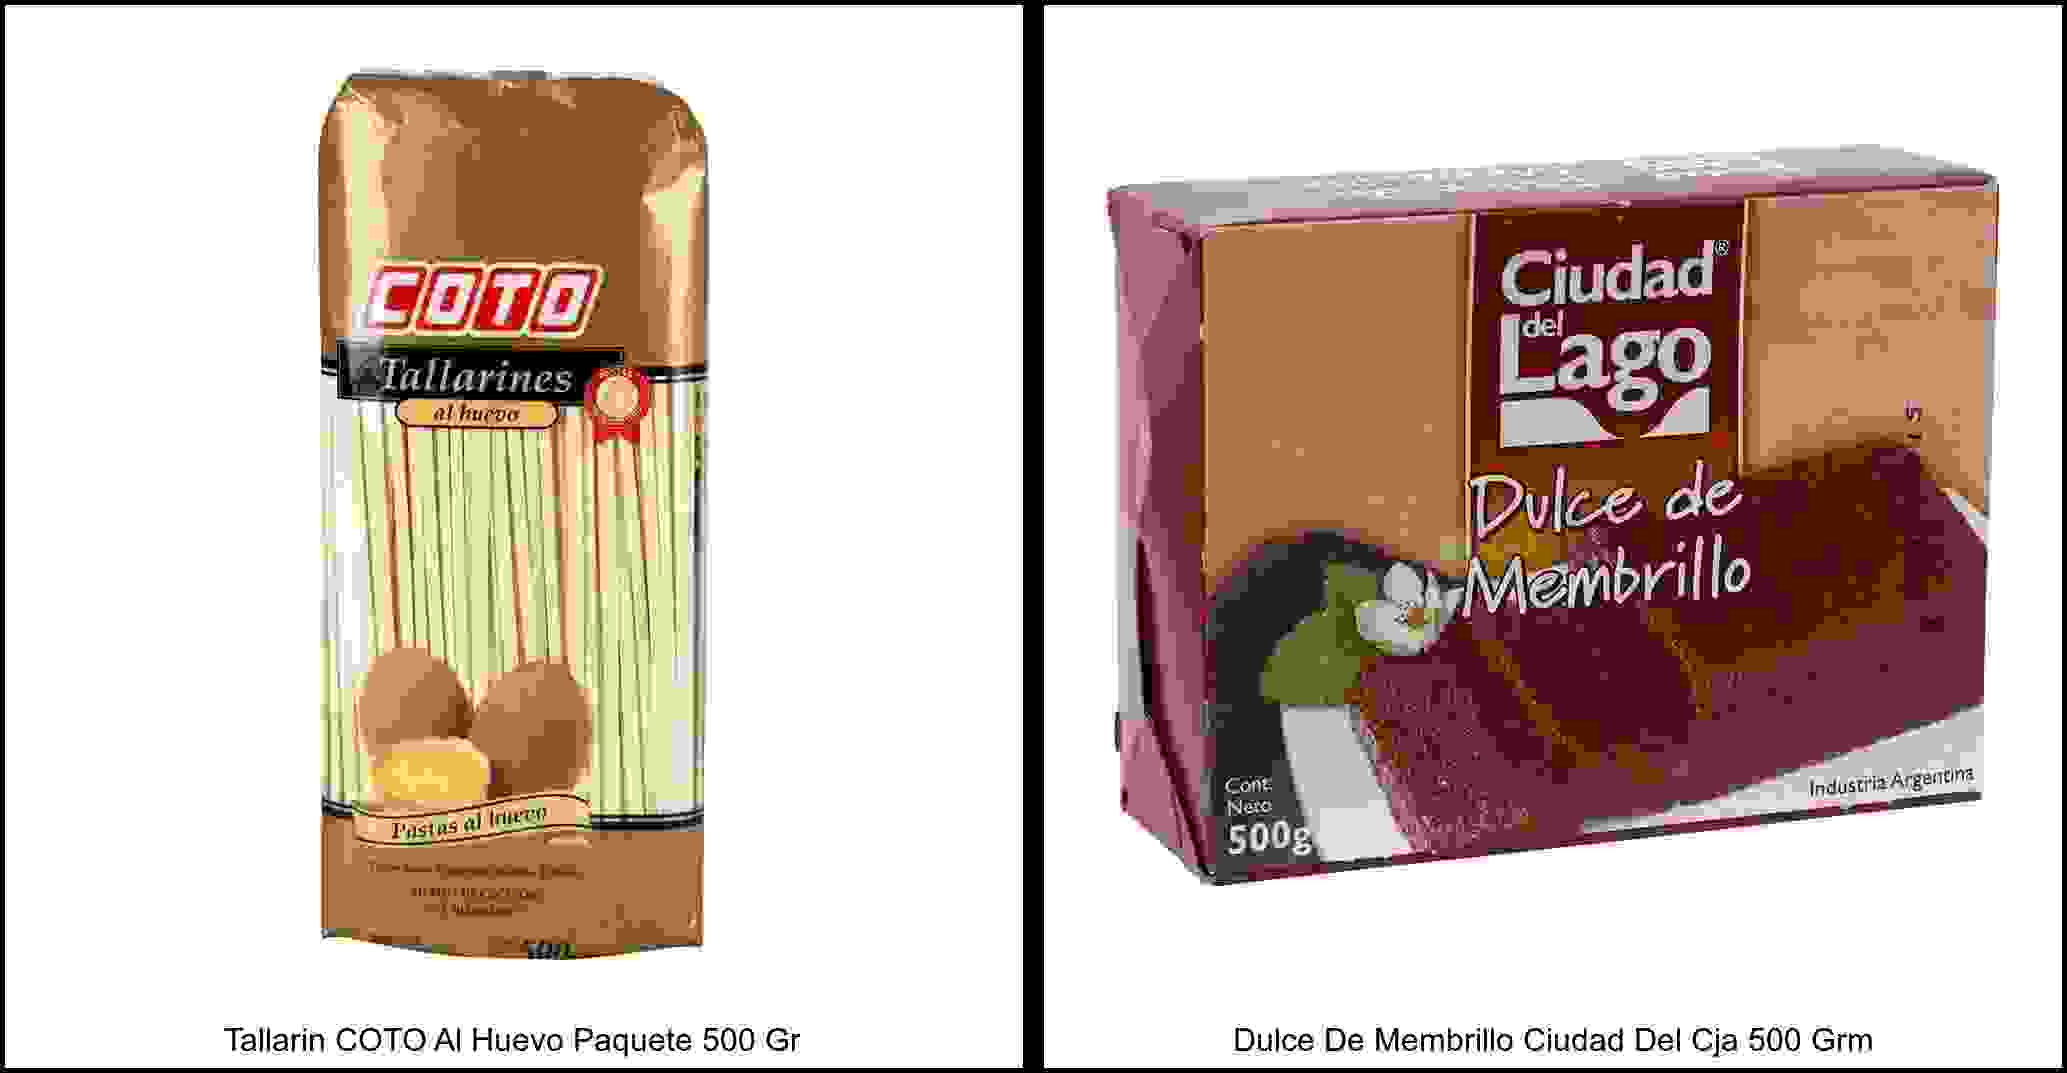 COTO
Tallarines
al huevo
Pastas al huevo
500
Tallarin COTO Al Huevo Paquete 500 Gr
Ciudad®
del
Lago
Dulce de
Membrillo
Cont.
Neto
500g
Industria Argentina
Dulce De Membrillo Ciudad Del Cja 500 Grm